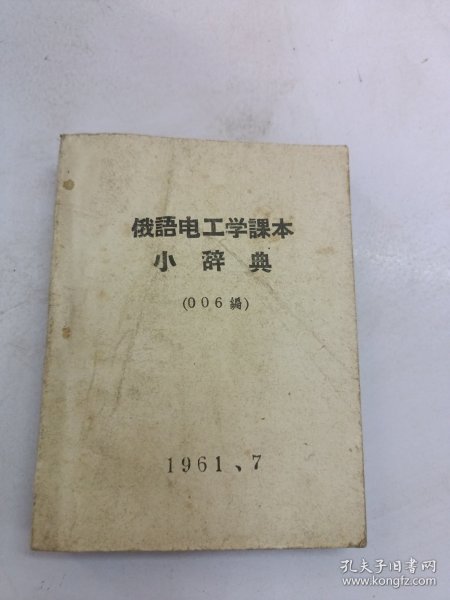 俄語电工学課本
小辞典
(006編)
1961、7
孔夫子旧书网
www.kongfz.com